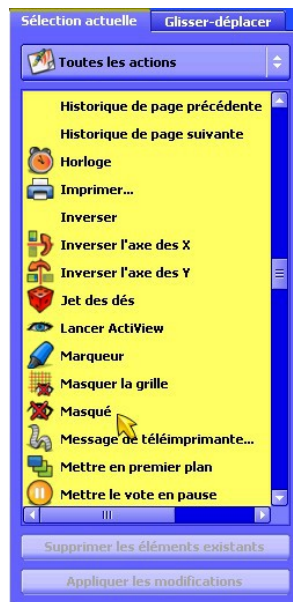 Sélection actuelle Glisser-déplacer
Toutes les actions
Historique de page précédente
Historique de page suivante
Horloge
Imprimer...
Inverser
Inverser l'axe des X
Inverser l'axe des Y
Jet des dés
Lancer ActiView
Marqueur
Masquer la grille
Masqué
Message de téléimprimante...
Mettre en premier plan
Mettre le vote en pause
Supprimer les éléments existants
Appliquer les modifications